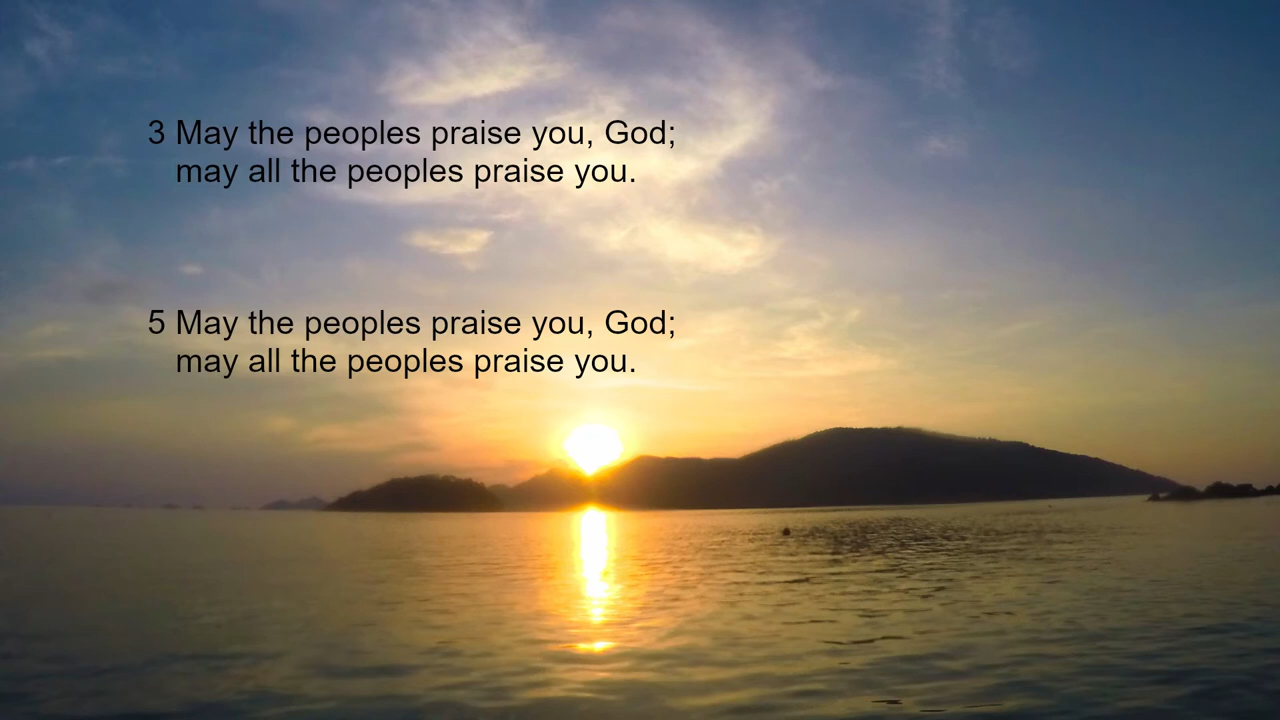 3 May the peoples praise you, God;
may all the peoples praise you.
5 May the peoples praise you, God;
may all the peoples praise you.